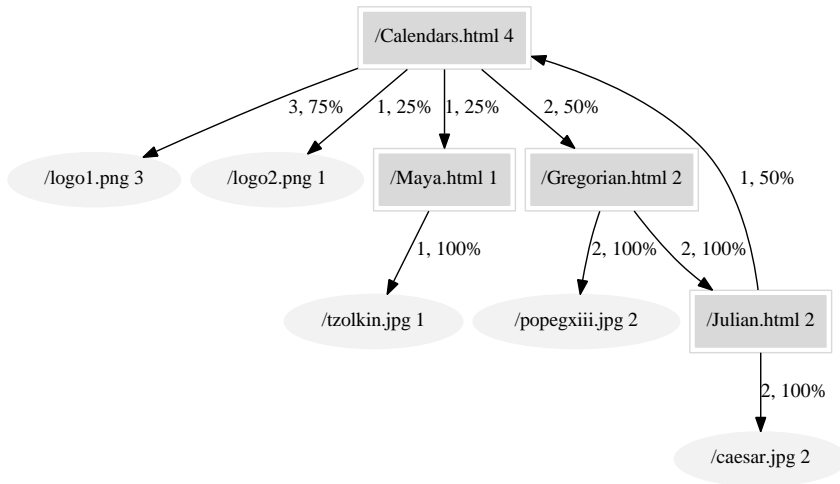 /Calendars.html 4
3, 75%
1, 25%
1, 25%
2, 50%
/logo1.png 3
/logo2.png 1
/Maya.html 1
/Gregorian.html 2
1, 50%
1, 100%
2, 100%
2, 100%
/tzolkin.jpg 1
/popegxiii.jpg 2
/Julian.html 2
2, 100%
/caesar.jpg 2